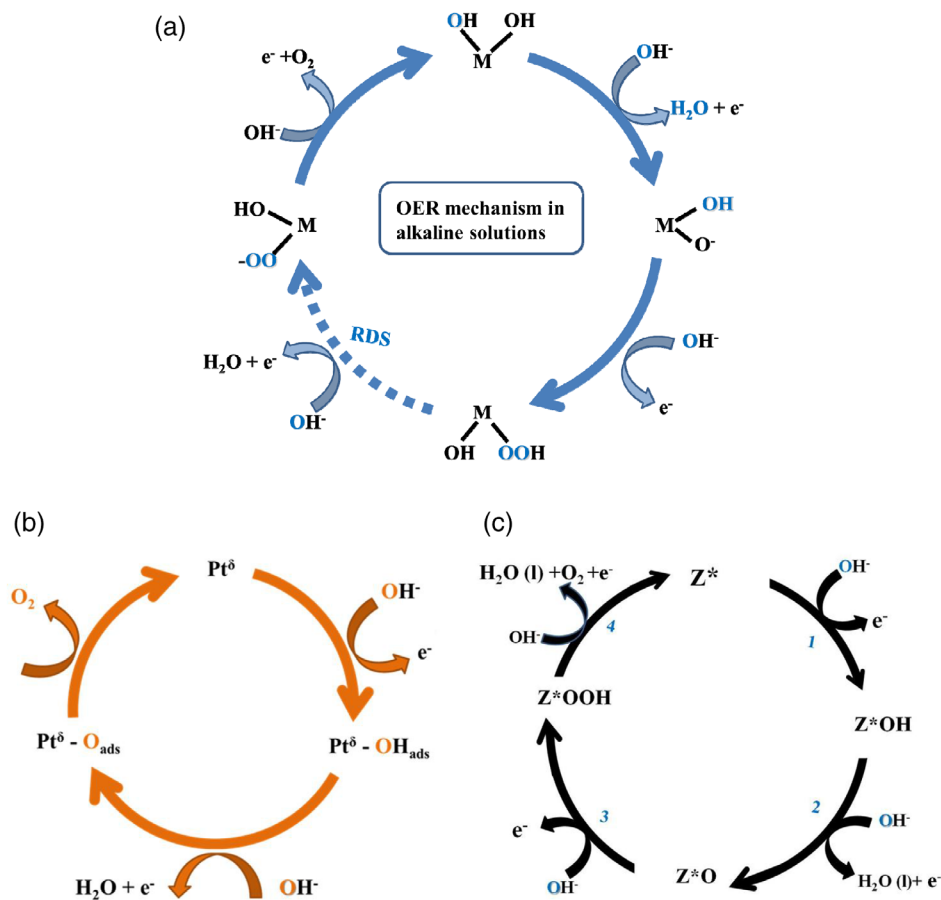 (a)
OH OH
M
e⁻ +O₂
OH⁻
OH⁻
H₂O + e⁻
HO
M
-OO
OER mechanism in
alkaline solutions
OH
M
O⁻
RDS
H₂O + e⁻
OH⁻
OH⁻
e⁻
M
OH OOH
(b)
Ptᵟ
O₂
OH⁻
e⁻
Ptᵟ - O_ads
Ptᵟ - OH_ads
H₂O + e⁻ OH⁻
(c)
H₂O (l) +O₂ +e⁻
Z*
OH⁻
OH⁻
4
1
e⁻
Z*OOH
Z*OH
3
2
e⁻
OH⁻
OH⁻
Z*O
H₂O (l)+ e⁻